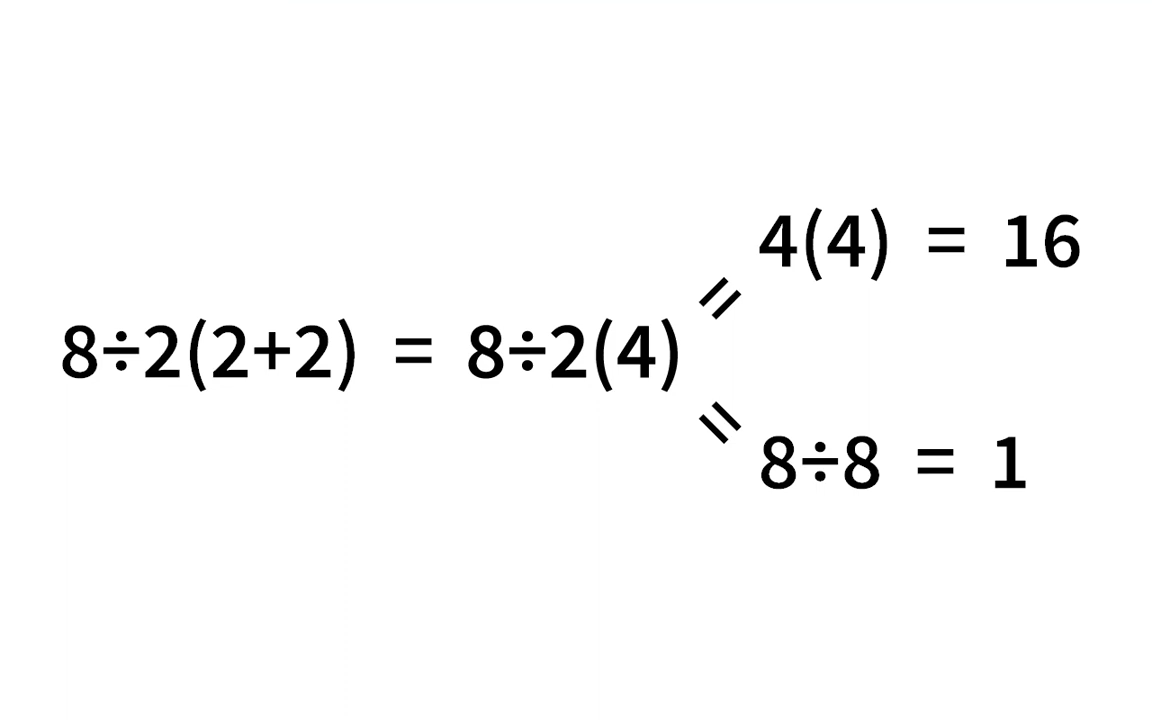 4(4) = 16
8÷2(2+2) = 8÷2(4)
=
=
8÷8 = 1